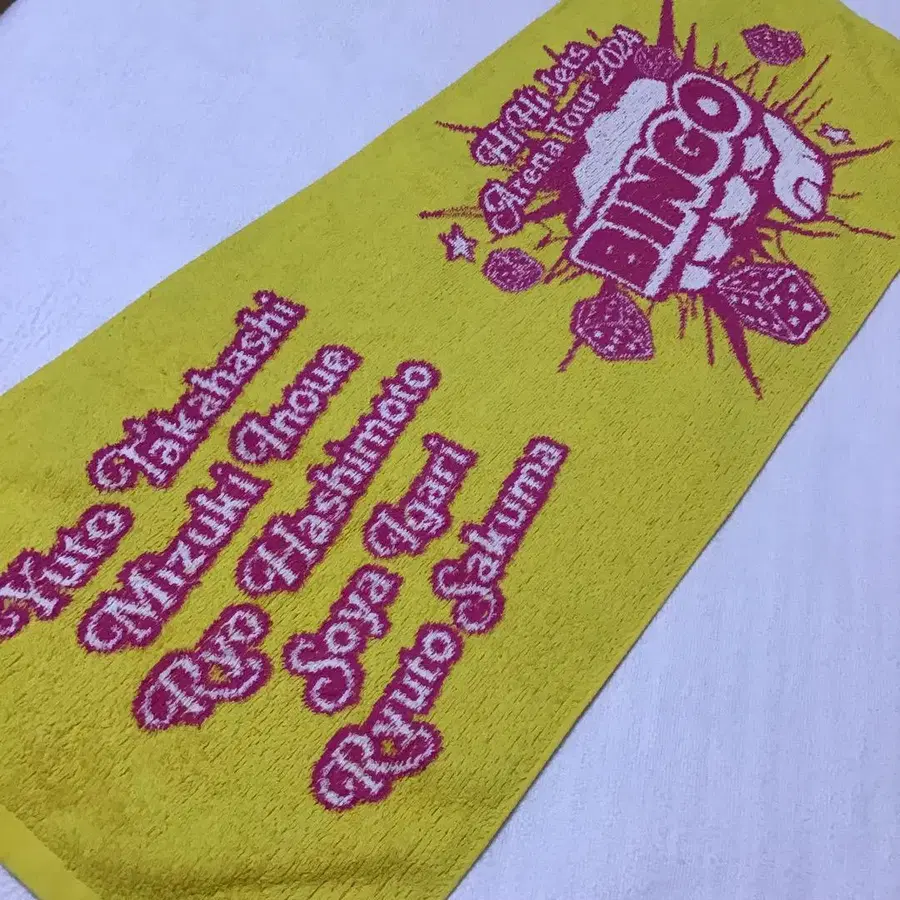 HiHi Jets
Arena Tour 2024
BINGO
Yuto Takahashi
Mizuki Inoue
Ryo Hashimoto
Soya Igari
Ryuto Sakuma